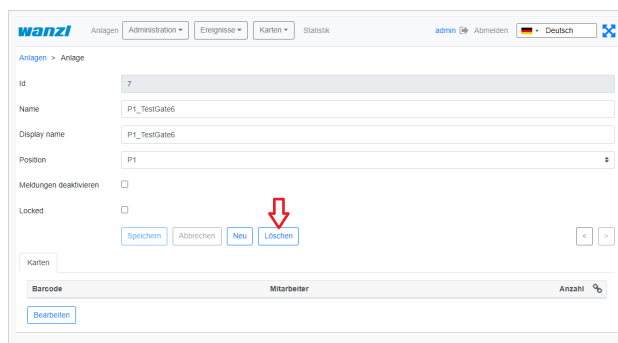 wanzl Anlagen Administration Ereignisse Karten Statistik admin Abmelden Deutsch
Anlagen > Anlage
Id 7
Name P1_TestGate6
Display name P1_TestGate6
Position P1
Meldungen deaktivieren
Locked
Speichern Abbrechen Neu Löschen < >
Karten
Barcode Mitarbeiter Anzahl
Bearbeiten